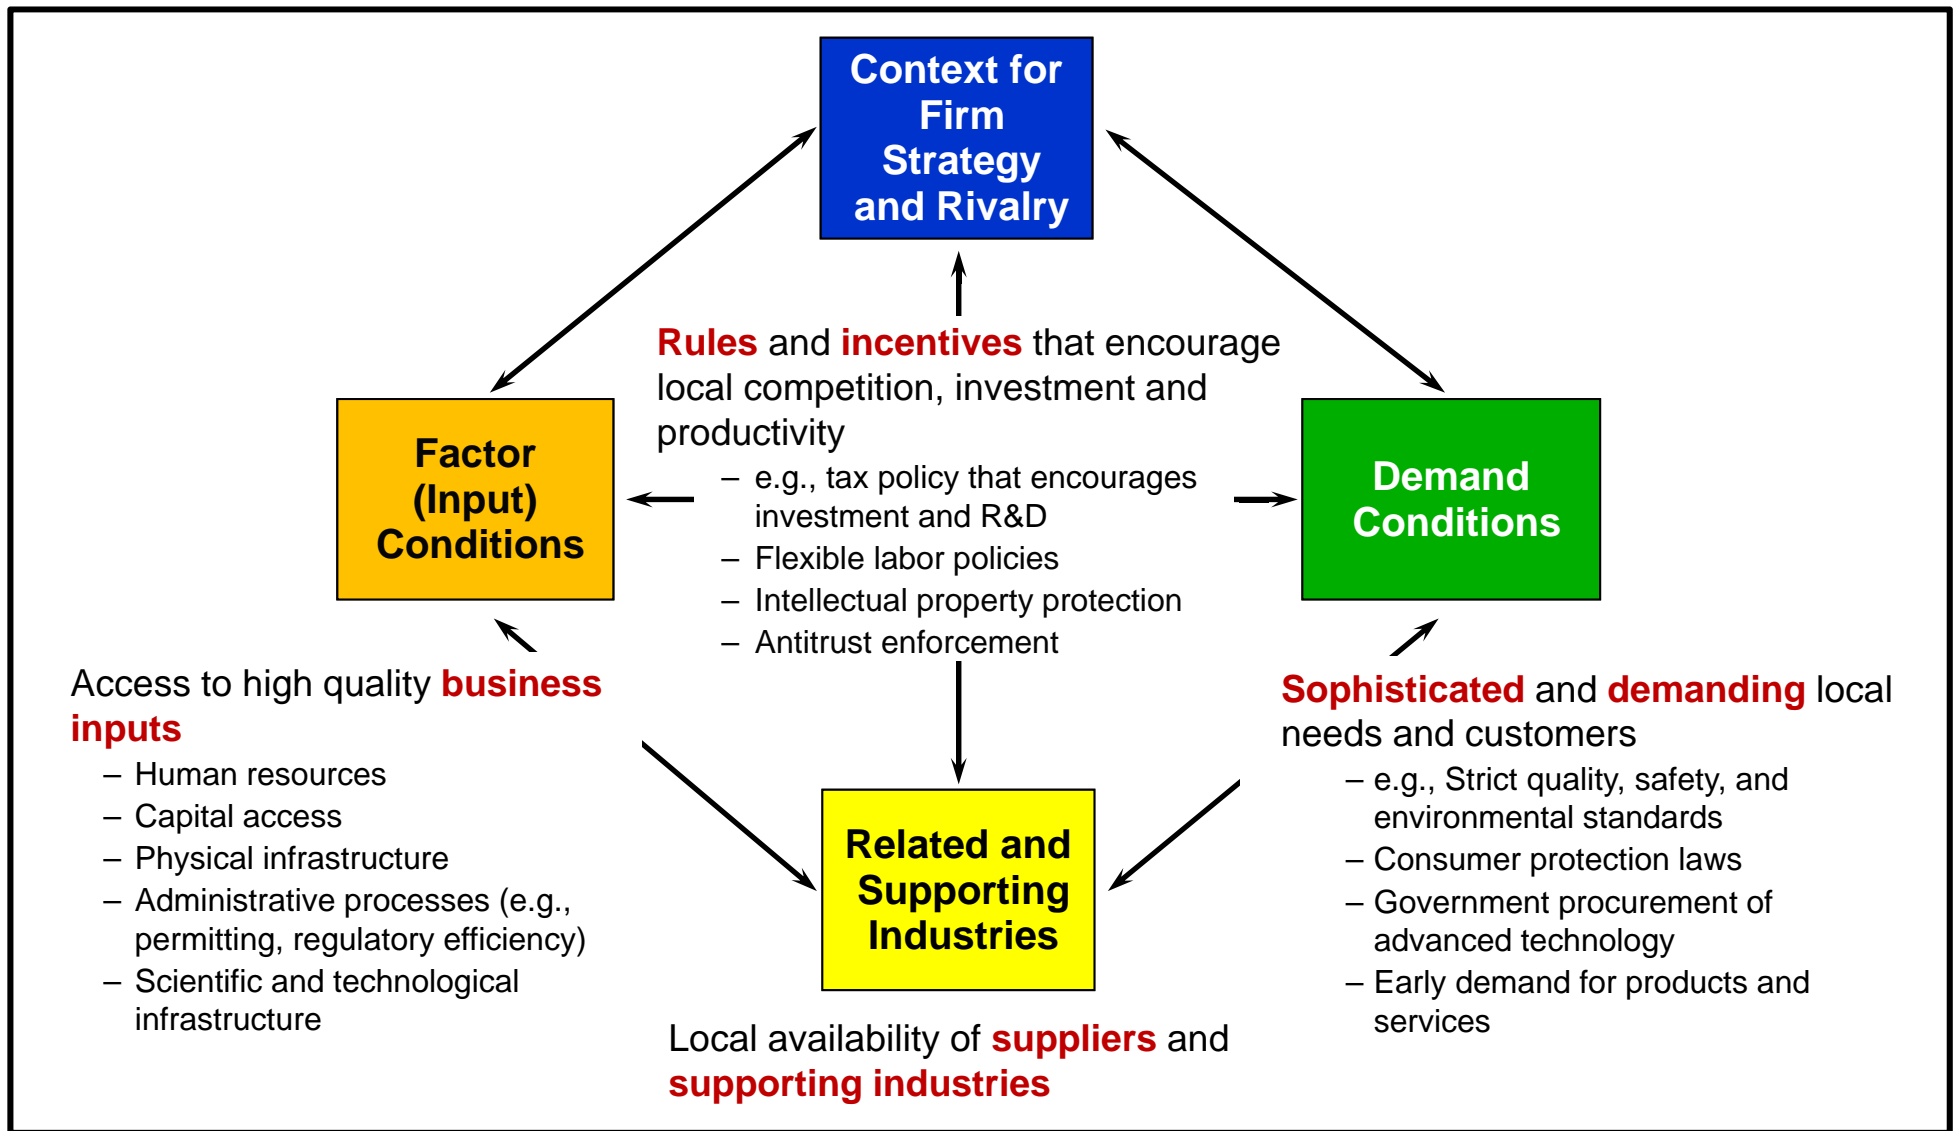 Context for
Firm
Strategy
and Rivalry
Rules and incentives that encourage
local competition, investment and
productivity
– e.g., tax policy that encourages
investment and R&D
– Flexible labor policies
– Intellectual property protection
– Antitrust enforcement
Factor
(Input)
Conditions
Demand
Conditions
Access to high quality business
inputs
– Human resources
– Capital access
– Physical infrastructure
– Administrative processes (e.g.,
permitting, regulatory efficiency)
– Scientific and technological
infrastructure
Sophisticated and demanding local
needs and customers
– e.g., Strict quality, safety, and
environmental standards
– Consumer protection laws
– Government procurement of
advanced technology
– Early demand for products and
services
Related and
Supporting
Industries
Local availability of suppliers and
supporting industries